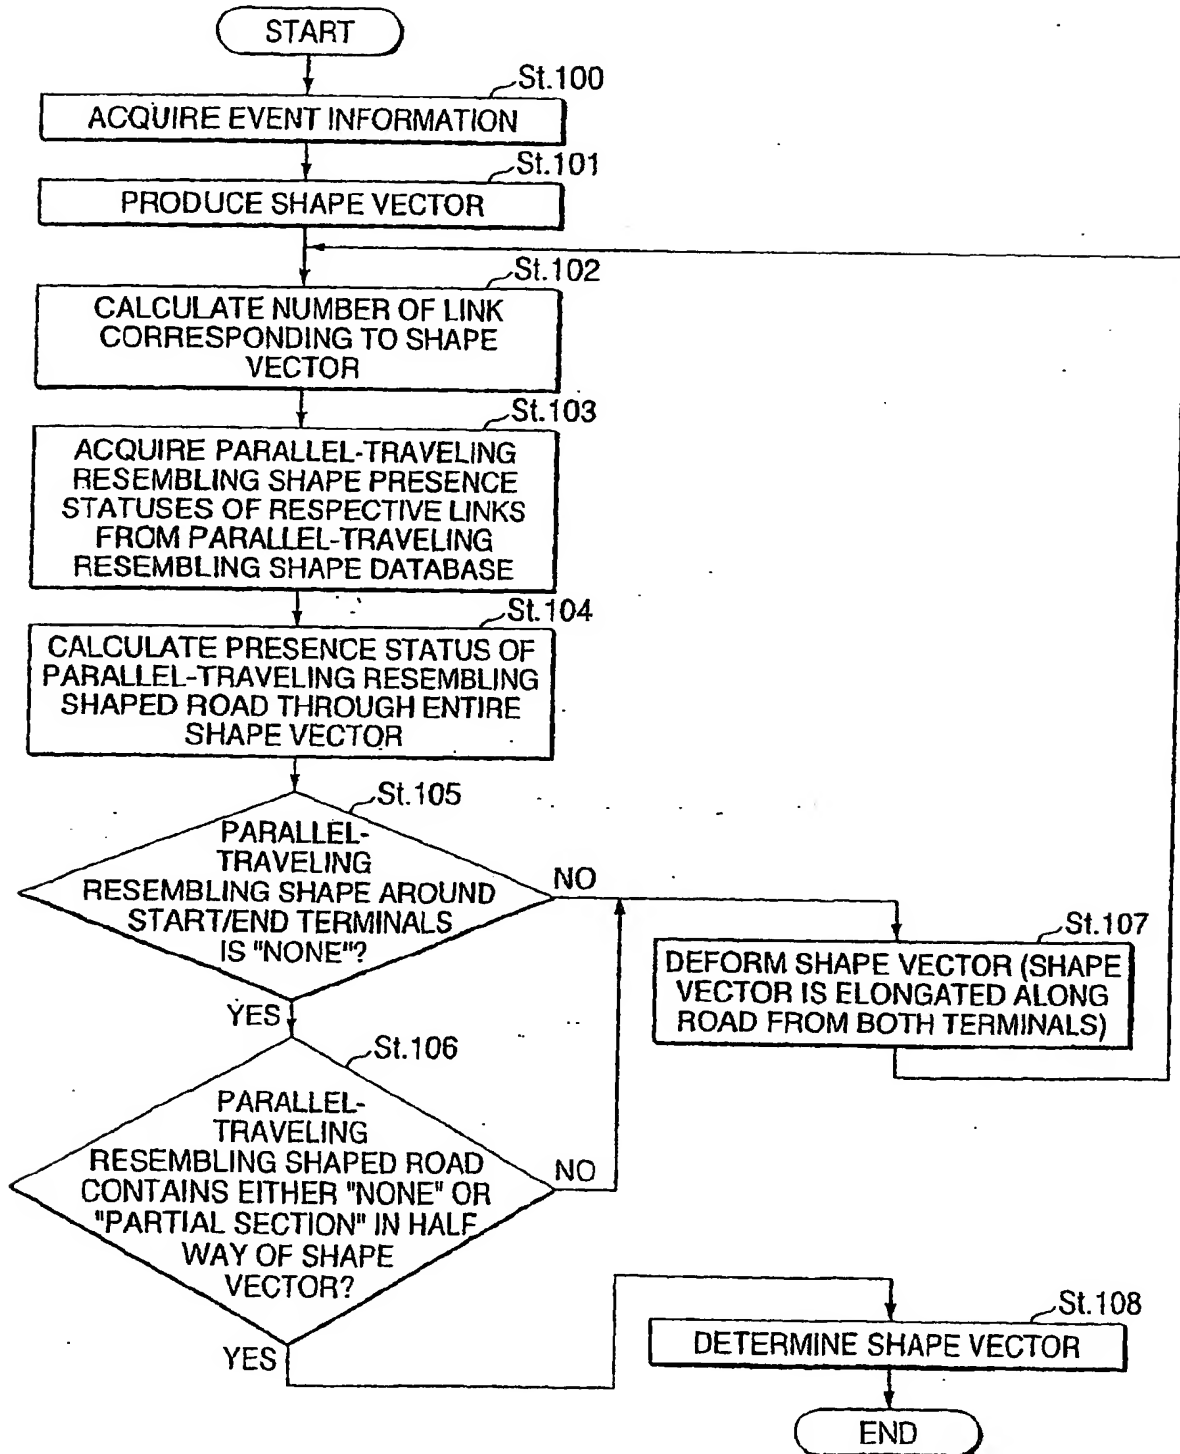 START
St.100
ACQUIRE EVENT INFORMATION
St.101
PRODUCE SHAPE VECTOR
St.102
CALCULATE NUMBER OF LINK
CORRESPONDING TO SHAPE
VECTOR
St.103
ACQUIRE PARALLEL-TRAVELING
RESEMBLING SHAPE PRESENCE
STATUSES OF RESPECTIVE LINKS
FROM PARALLEL-TRAVELING
RESEMBLING SHAPE DATABASE
St.104
CALCULATE PRESENCE STATUS OF
PARALLEL-TRAVELING RESEMBLING
SHAPED ROAD THROUGH ENTIRE
SHAPE VECTOR
St.105
PARALLEL-
TRAVELING
RESEMBLING SHAPE AROUND
START/END TERMINALS
IS "NONE"?
NO
YES
St.107
DEFORM SHAPE VECTOR (SHAPE
VECTOR IS ELONGATED ALONG
ROAD FROM BOTH TERMINALS)
St.106
PARALLEL-
TRAVELING
RESEMBLING SHAPED ROAD
CONTAINS EITHER "NONE" OR
"PARTIAL SECTION" IN HALF
WAY OF SHAPE
VECTOR?
NO
YES
St.108
DETERMINE SHAPE VECTOR
END